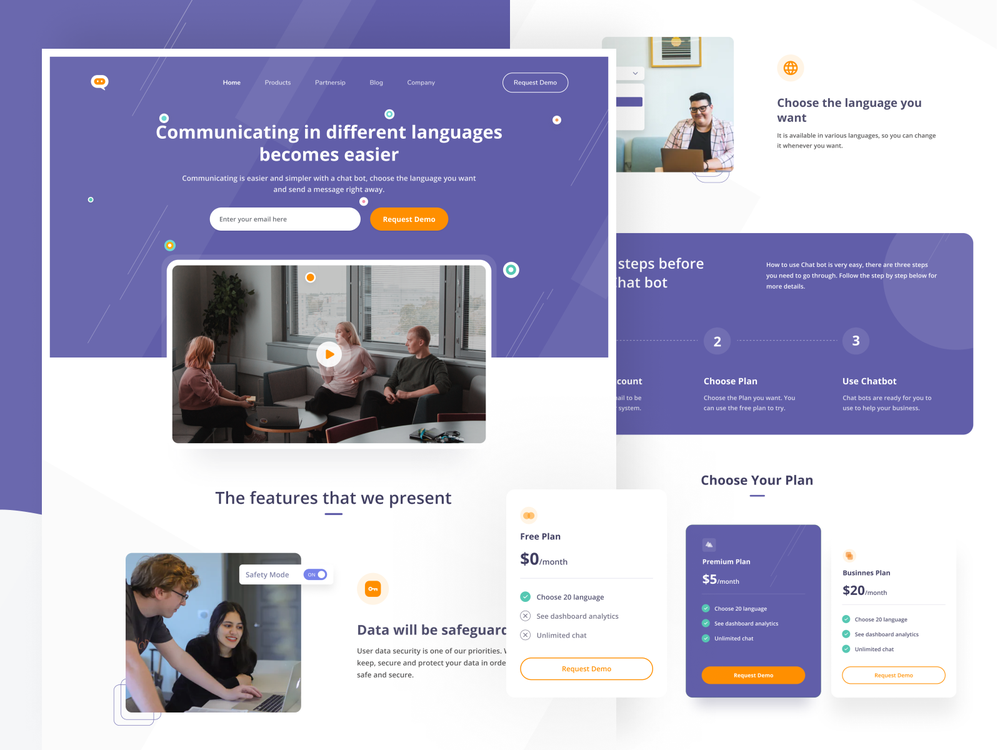 Home
Products
Partnersip
Blog
Company
Request Demo
Communicating in different languages
becomes easier
Communicating is easier and simpler with a chat bot, choose the language you want
and send a message right away.
Enter your email here
Request Demo
The features that we present
Safety Mode
ON
Data will be safeguard
User data security is one of our priorities.
keep, secure and protect your data in orde
safe and secure.
Choose the language you
want
It is available in various languages, so you can change
it whenever you want.
steps before
hat bot
How to use Chat bot is very easy, there are three steps
you need to go through. Follow the step by step below for
more details.
2
3
count
ail to be
system.
Choose Plan
Choose the Plan you want. You
can use the free plan to try.
Use Chatbot
Chat bots are ready for you to
use to help your business.
Choose Your Plan
Free Plan
$0/month
Choose 20 language
See dashboard analytics
Unlimited chat
Request Demo
Premium Plan
$5/month
Choose 20 language
See dashboard analytics
Unlimited chat
Request Demo
Businnes Plan
$20/month
Choose 20 language
See dashboard analytics
Unlimited chat
Request Demo